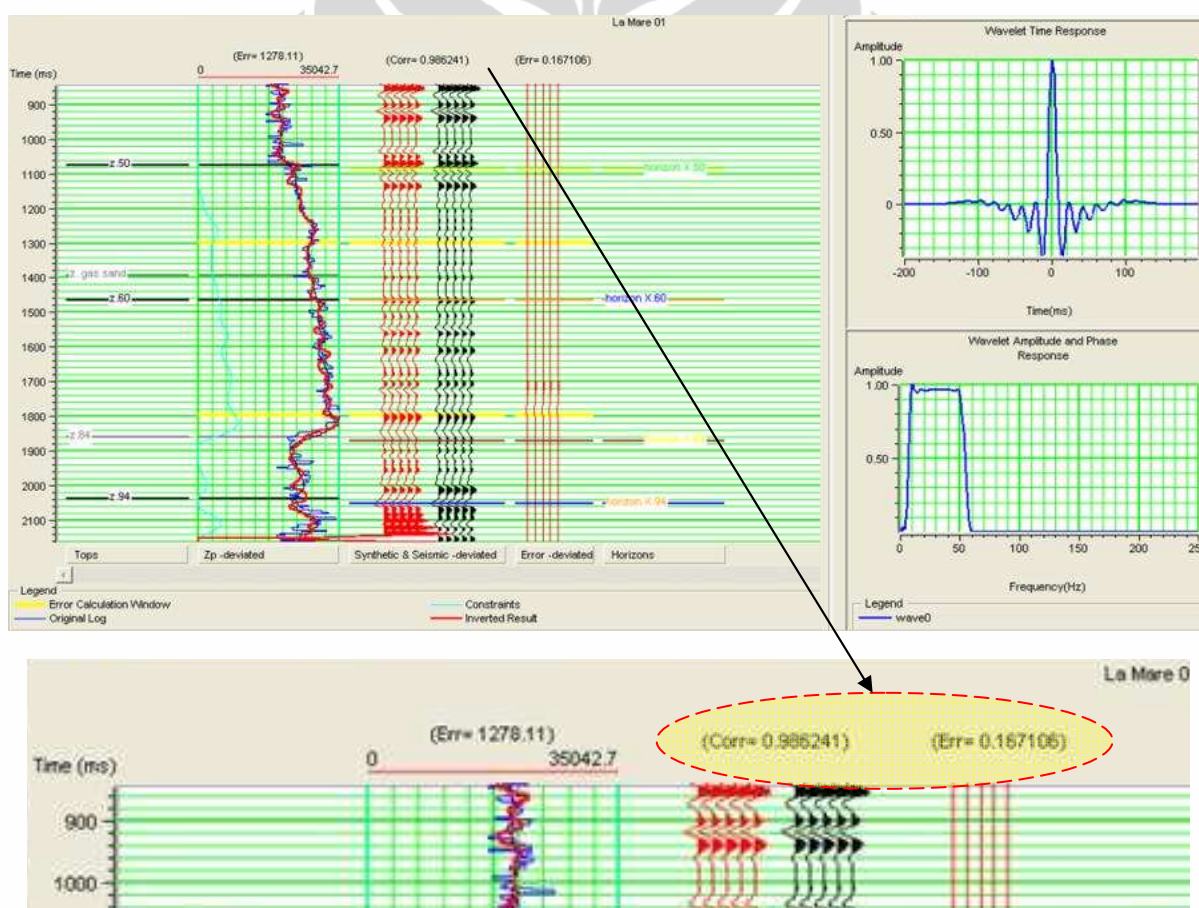 La Mare 01
(Err= 1278.11)
(Corr= 0.986241)
(Err= 0.167106)
Time (ms)
0
35042.7
900
1000
z.50
horizon X.50
1100
1200
1300
z. gas sand
1400
z.60
horizon X.60
1500
1600
1700
1800
z.84
1900
2000
z.94
horizon X.94
2100
Tops
Zp -deviated
Synthetic & Seismic -deviated
Error -deviated
Horizons
Legend
Error Calculation Window
Constraints
Original Log
Inverted Result
Wavelet Time Response
Amplitude
1.00
0.50
0
-200
-100
0
100
Time(ms)
Wavelet Amplitude and Phase
Response
Amplitude
1.00
0.50
0
50
100
150
200
Frequency(Hz)
Legend
wave0
La Mare 0
(Err= 1278.11)
(Corr= 0.986241)
(Err= 0.167106)
Time (ms)
0
35042.7
900
1000